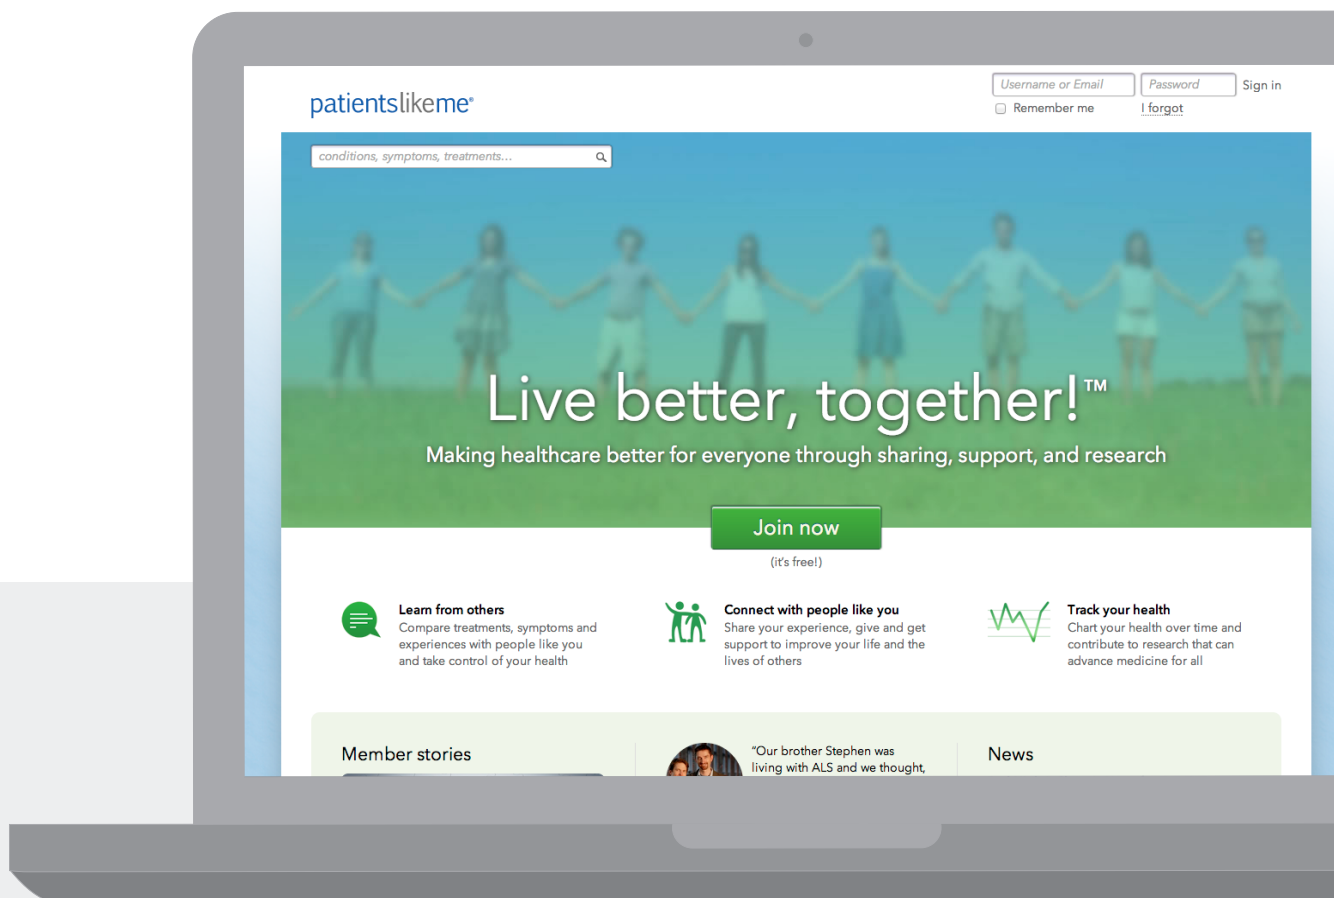 patientslikeme®
Username or Email
Password
Sign in
Remember me
I forgot
conditions, symptoms, treatments...
Live better, together!™
Making healthcare better for everyone through sharing, support, and research
Join now
(it's free!)
Learn from others
Compare treatments, symptoms and
experiences with people like you
and take control of your health
Connect with people like you
Share your experience, give and get
support to improve your life and the
lives of others
Track your health
Chart your health over time and
contribute to research that can
advance medicine for all
Member stories
“Our brother Stephen was
living with ALS and we thought,
News